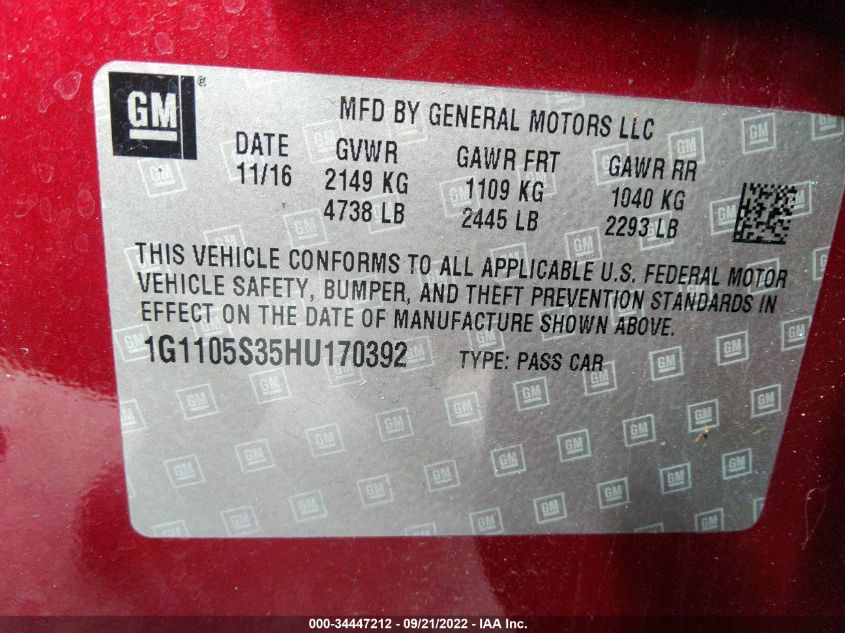 GM
MFD BY GENERAL MOTORS LLC
DATE GVWR GAWR FRT GAWR RR
11/16 2149 KG 1109 KG 1040 KG
4738 LB 2445 LB 2293 LB
THIS VEHICLE CONFORMS TO ALL APPLICABLE U.S. FEDERAL MOTOR
VEHICLE SAFETY, BUMPER, AND THEFT PREVENTION STANDARDS IN
EFFECT ON THE DATE OF MANUFACTURE SHOWN ABOVE.
1G1105S35HU170392 TYPE: PASS CAR
000-34447212 - 09/21/2022 - IAA Inc.